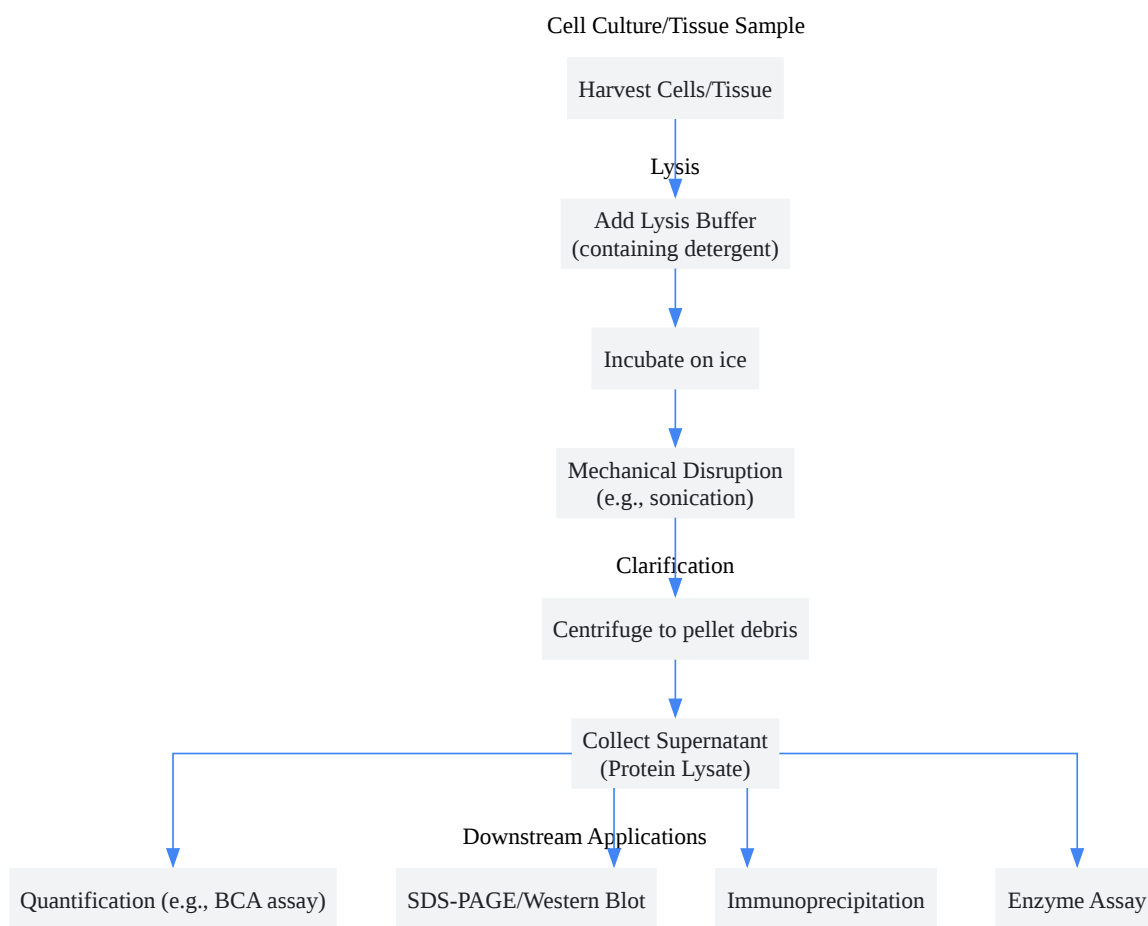 Cell Culture/Tissue Sample
Harvest Cells/Tissue
Lysis
Add Lysis Buffer
(containing detergent)
Incubate on ice
Mechanical Disruption
(e.g., sonication)
Clarification
Centrifuge to pellet debris
Collect Supernatant
(Protein Lysate)
Downstream Applications
Quantification (e.g., BCA assay)
SDS-PAGE/Western Blot
Immunoprecipitation
Enzyme Assay